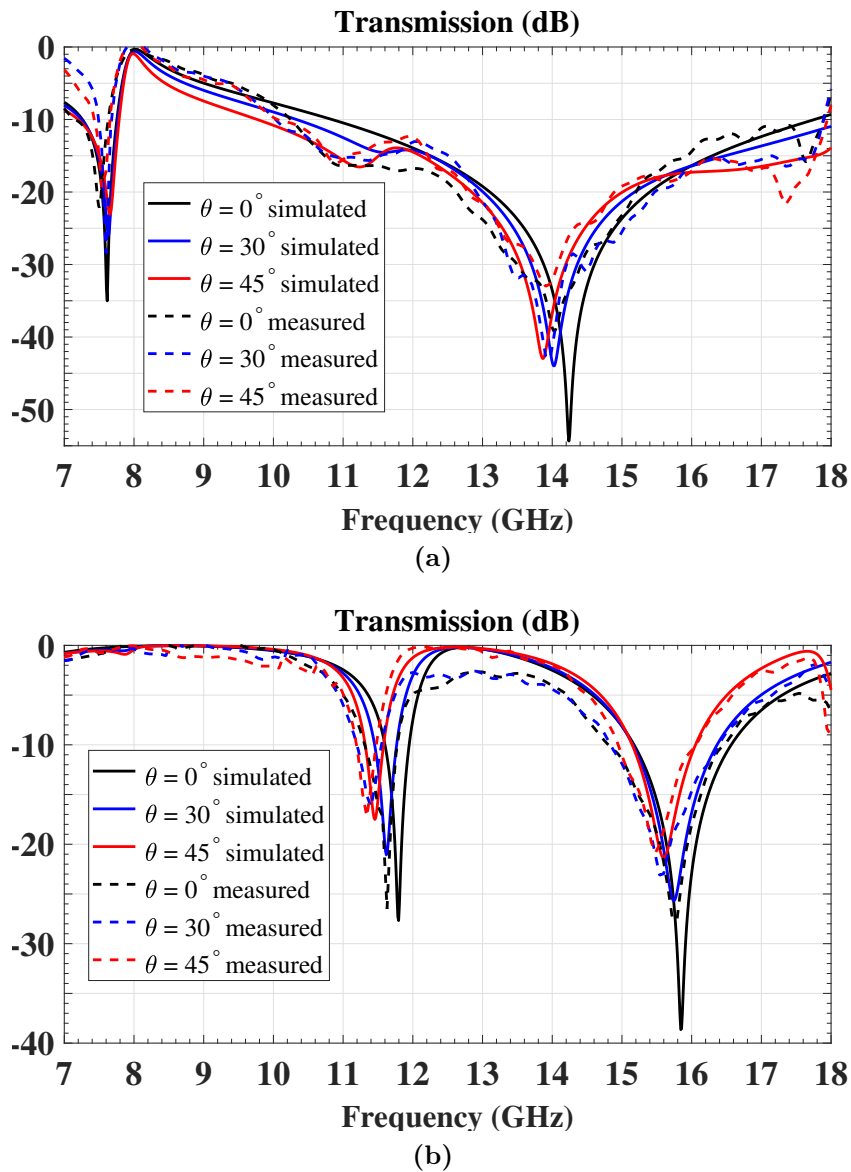 Transmission (dB)
0
-10
-20
-30
-40
-50
θ = 0° simulated
θ = 30° simulated
θ = 45° simulated
θ = 0° measured
θ = 30° measured
θ = 45° measured
7 8 9 10 11 12 13 14 15 16 17 18
Frequency (GHz)
(a)
Transmission (dB)
0
-10
-20
-30
-40
θ = 0° simulated
θ = 30° simulated
θ = 45° simulated
θ = 0° measured
θ = 30° measured
θ = 45° measured
7 8 9 10 11 12 13 14 15 16 17 18
Frequency (GHz)
(b)